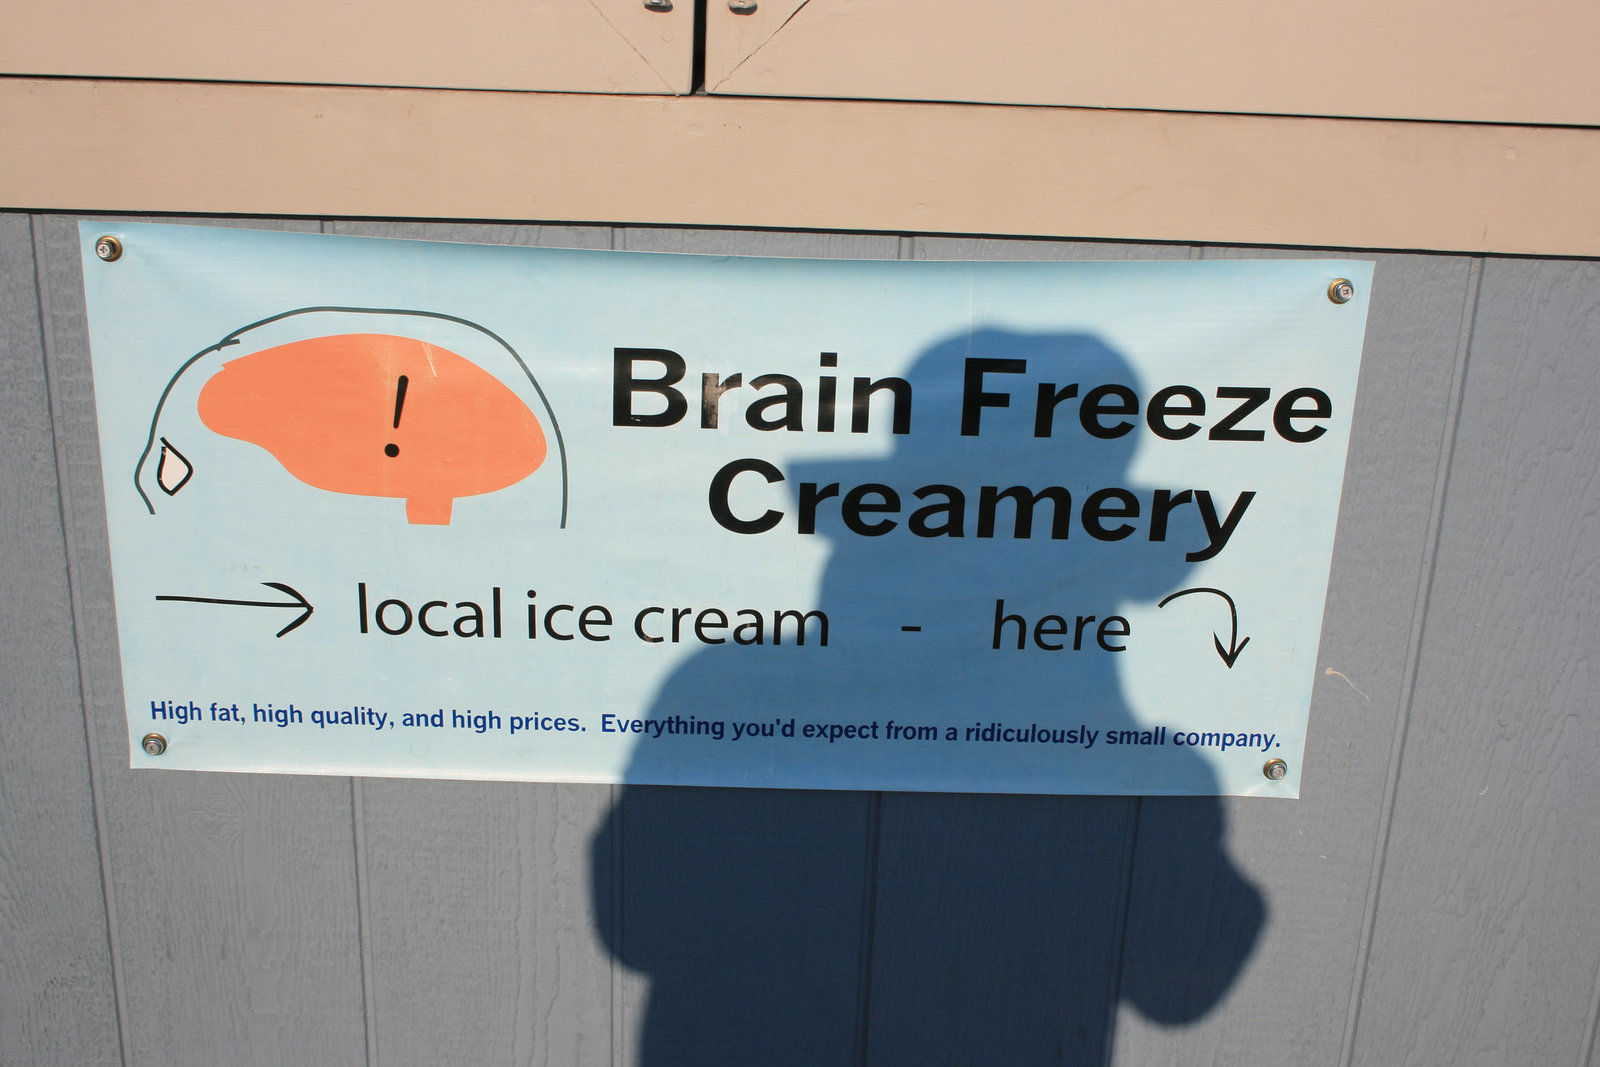 !
Brain Freeze
Creamery
local ice cream - here
High fat, high quality, and high prices. Everything you'd expect from a ridiculously small company.